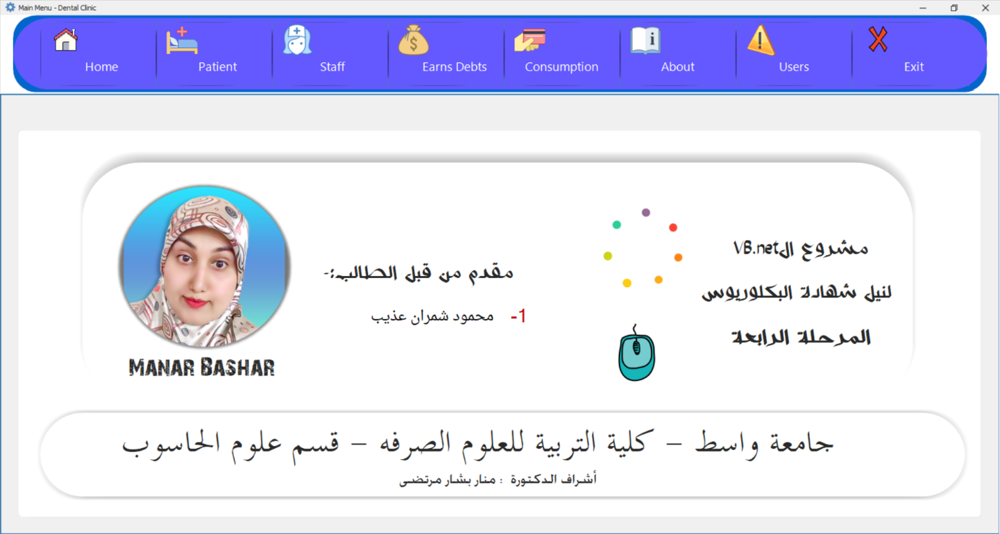 Main Menu - Dental Clinic
Home
Patient
Staff
Earns Debts
Consumption
About
Users
Exit
مشروع الVB.net
لنيل شهادة البكلوريوس
المرحلة الرابعة
مقدم من قبل الطالب:-
1- محمود شمران عذيب
MANAR BASHAR
جامعة واسط – كلية التربية للعلوم الصرفه – قسم علوم الحاسوب
أشراف الدكتورة : منار بشار مرتضى